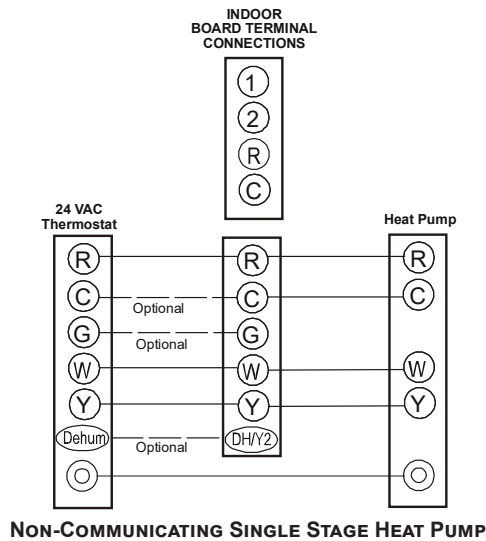 INDOOR
BOARD TERMINAL
CONNECTIONS
1
2
R
C
24 VAC
Thermostat
Heat Pump
R R R
C Optional C C
G Optional G
W W W
Y Y Y
Dehum Optional DH/Y2
O O
NON-COMMUNICATING SINGLE STAGE HEAT PUMP